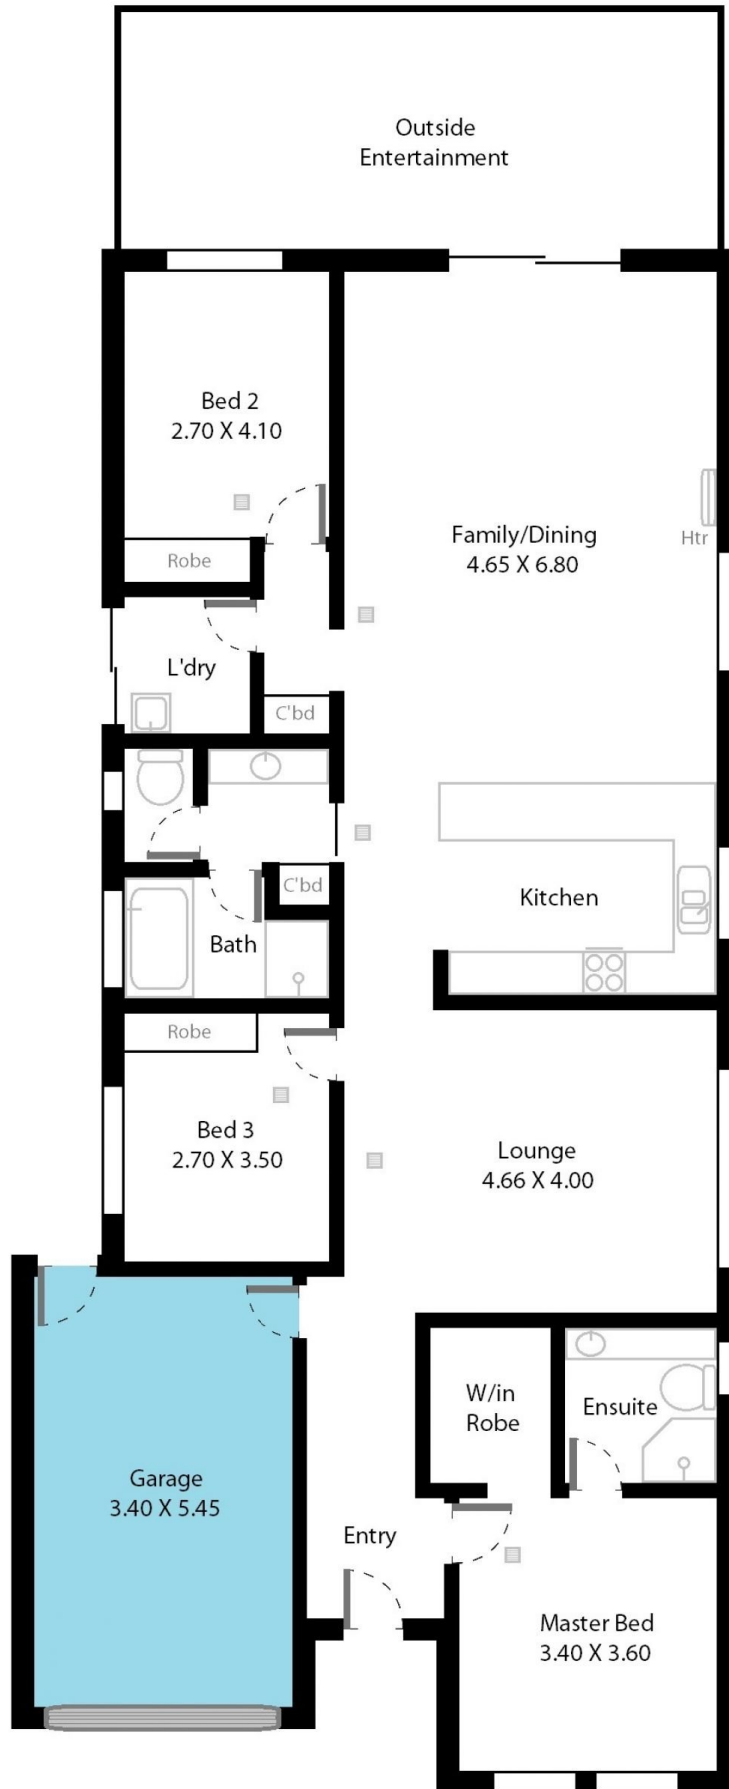 Outside
Entertainment
Bed 2
2.70 X 4.10
Family/Dining
4.65 X 6.80
Htr
Robe
L'dry
C'bd
C'bd
Kitchen
Bath
Robe
Bed 3
2.70 X 3.50
Lounge
4.66 X 4.00
W/in
Robe
Ensuite
Garage
3.40 X 5.45
Entry
Master Bed
3.40 X 3.60